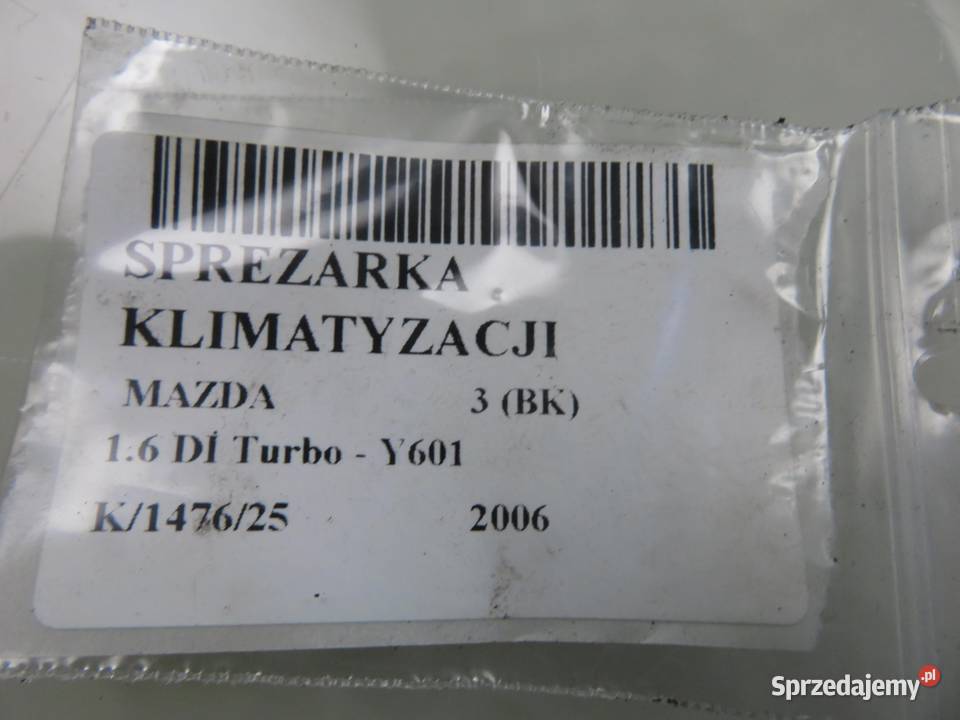 SPREZARKA
KLIMATYZACJI
MAZDA 3 (BK)
1.6 Dİ Turbo - Y601
K/1476/25 2006
Sprzedajemy.pl